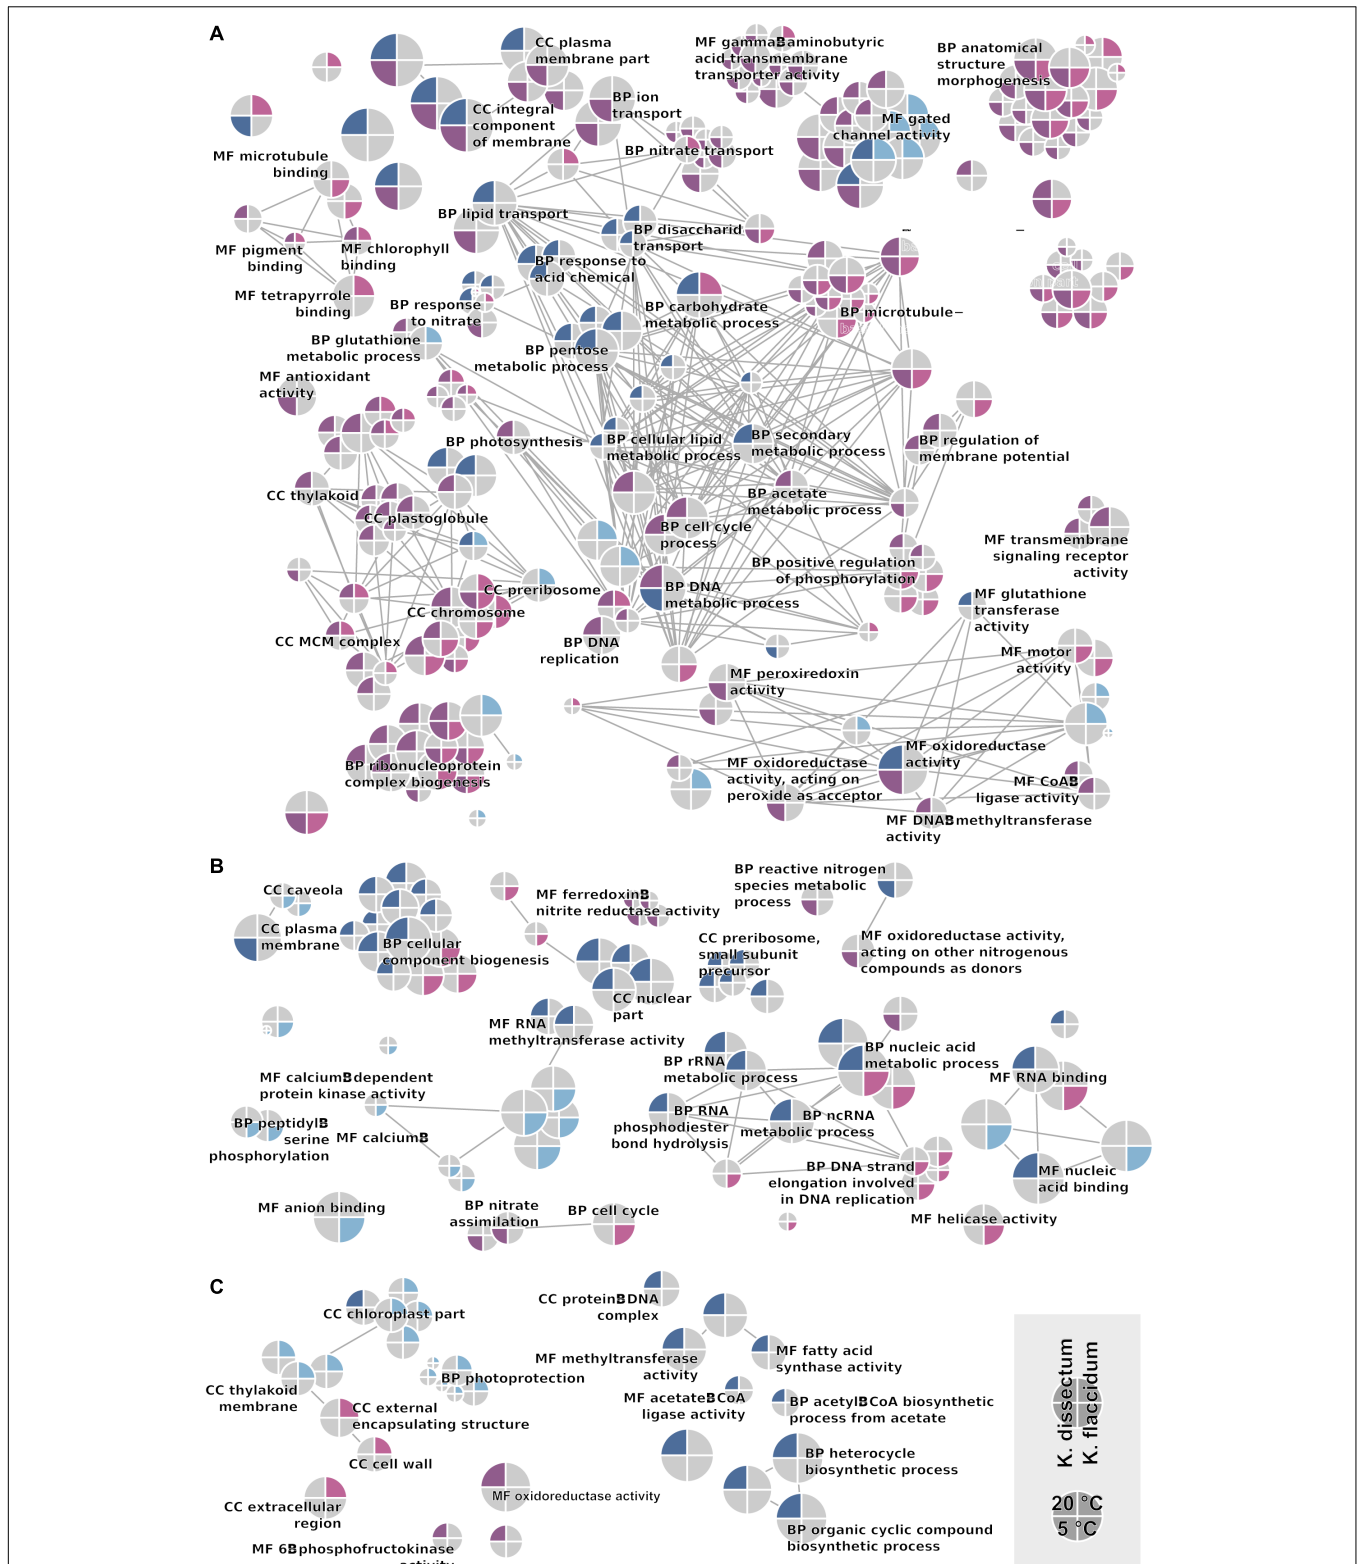 A
CC plasma
membrane part
MF gamma-aminobutyric
acid transmembrane
transporter activity
BP anatomical
structure
morphogenesis
BP ion
transport
CC integral
component
of membrane
MF gated
channel activity
BP nitrate transport
MF microtubule
binding
BP lipid transport
BP disaccharid
transport
MF pigment
binding
MF chlorophyll
binding
BP response to
acid chemical
MF tetrapyrrole
binding
BP response
to nitrate
BP carbohydrate
metabolic process
BP microtubule−
BP glutathione
metabolic process
BP pentose
metabolic process
MF antioxidant
activity
BP photosynthesis
BP cellular lipid
metabolic process
BP secondary
metabolic process
BP regulation of
membrane potential
CC thylakoid
CC plastoglobule
BP acetate
metabolic process
BP cell cycle
process
MF transmembrane
signaling receptor
activity
BP positive regulation
of phosphorylation
CC preribosome
BP DNA
metabolic process
MF glutathione
transferase
activity
CC chromosome
CC MCM complex
BP DNA
replication
MF motor
activity
MF peroxiredoxin
activity
MF oxidoreductase
activity
BP ribonucleoprotein
complex biogenesis
MF oxidoreductase
activity, acting on
peroxide as acceptor
MF CoA-
ligase activity
MF DNA-methyltransferase
activity
B
CC caveola
CC plasma
membrane
BP cellular
component biogenesis
MF ferredoxin-
nitrite reductase activity
BP reactive nitrogen
species metabolic
process
CC preribosome,
small subunit
precursor
MF oxidoreductase activity,
acting on other nitrogenous
compounds as donors
CC nuclear
part
MF RNA
methyltransferase activity
BP rRNA
metabolic process
BP nucleic acid
metabolic process
MF RNA binding
MF calcium-dependent
protein kinase activity
BP peptidyl-
serine
phosphorylation
MF calcium-
BP RNA
phosphodiester
bond hydrolysis
BP ncRNA
metabolic process
BP DNA strand
elongation involved
in DNA replication
MF nucleic
acid binding
MF anion binding
BP nitrate
assimilation
BP cell cycle
MF helicase activity
C
CC chloroplast part
CC protein-DNA
complex
MF methyltransferase
activity
MF fatty acid
synthase activity
CC thylakoid
membrane
BP photoprotection
MF acetate-CoA
ligase activity
BP acetyl-CoA biosynthetic
process from acetate
CC external
encapsulating structure
CC cell wall
BP heterocycle
biosynthetic process
CC extracellular
region
MF oxidoreductase activity
BP organic cyclic compound
biosynthetic process
MF 6-phosphofructokinase
activity
K. dissectum
K. flaccidum
20 °C
5 °C